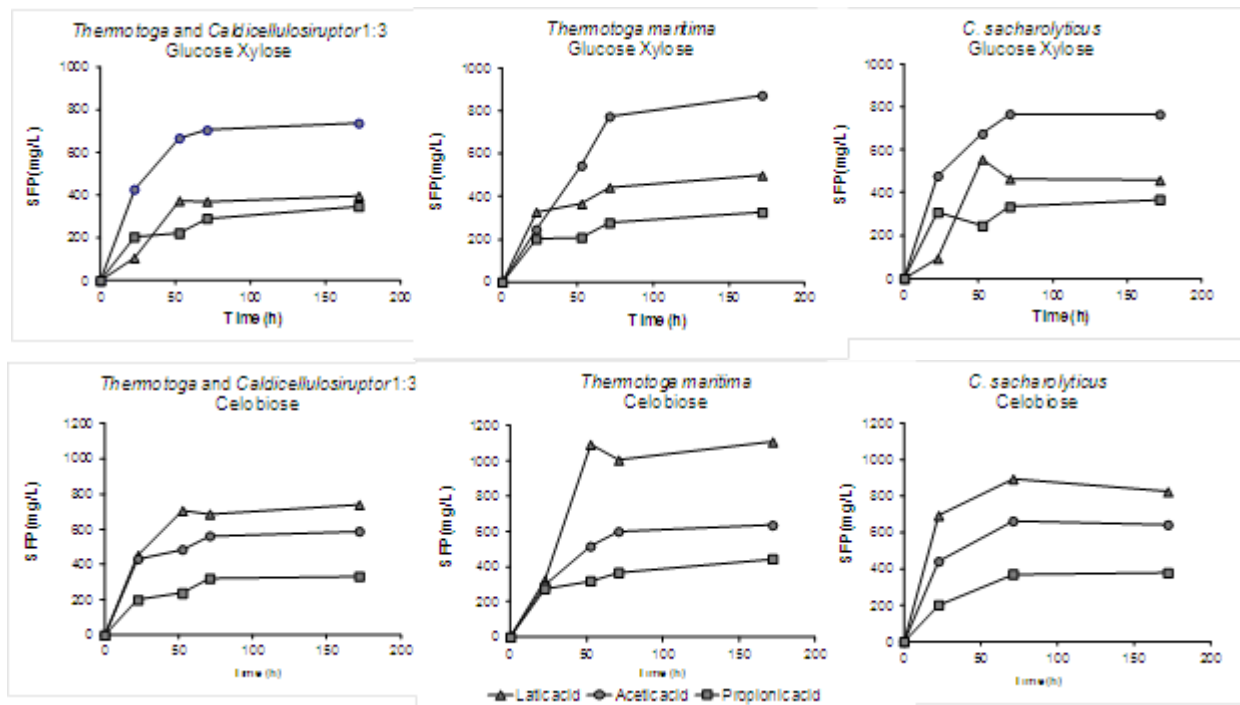 Thermotoga and Caldicellulosiruptor 1:3
Glucose Xylose
1000
800
600
400
200
0
SFP(mg/L)
0 50 100 150 200
Time (h)
Thermotoga maritima
Glucose Xylose
1000
800
600
400
200
0
SFP(mg/L)
0 50 100 150 200
Time (h)
C. sacharolyticus
Glucose Xylose
1000
800
600
400
200
0
SFP(mg/L)
0 50 100 150 200
Time (h)
Thermotoga and Caldicellulosiruptor 1:3
Celobiose
1200
1000
800
600
400
200
0
SFP(mg/L)
0 50 100 150 200
Time (h)
Thermotoga maritima
Celobiose
1200
1000
800
600
400
200
0
SFP(mg/L)
0 50 100 150 200
Time (h)
C. sacharolyticus
Celobiose
1200
1000
800
600
400
200
0
SFP(mg/L)
0 50 100 150 200
Time (h)
Laticacid Aceticacid Propionicacid